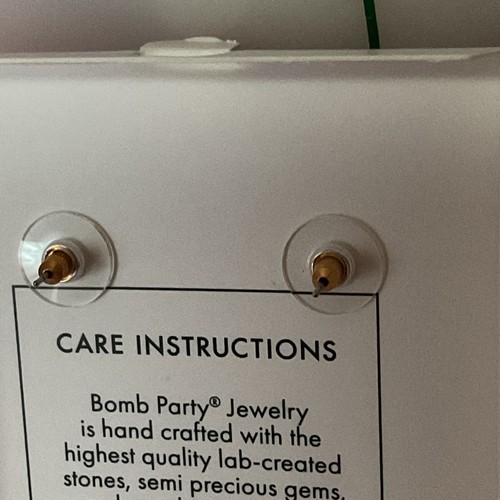 CARE INSTRUCTIONS
Bomb Party® Jewelry
is hand crafted with the
highest quality lab-created
stones, semi precious gems,